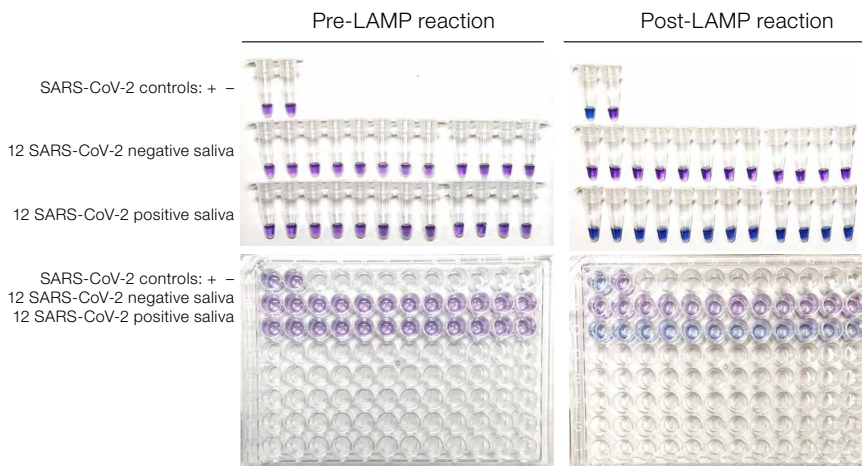 Pre-LAMP reaction
Post-LAMP reaction
SARS-CoV-2 controls: + –
12 SARS-CoV-2 negative saliva
12 SARS-CoV-2 positive saliva
SARS-CoV-2 controls: + –
12 SARS-CoV-2 negative saliva
12 SARS-CoV-2 positive saliva